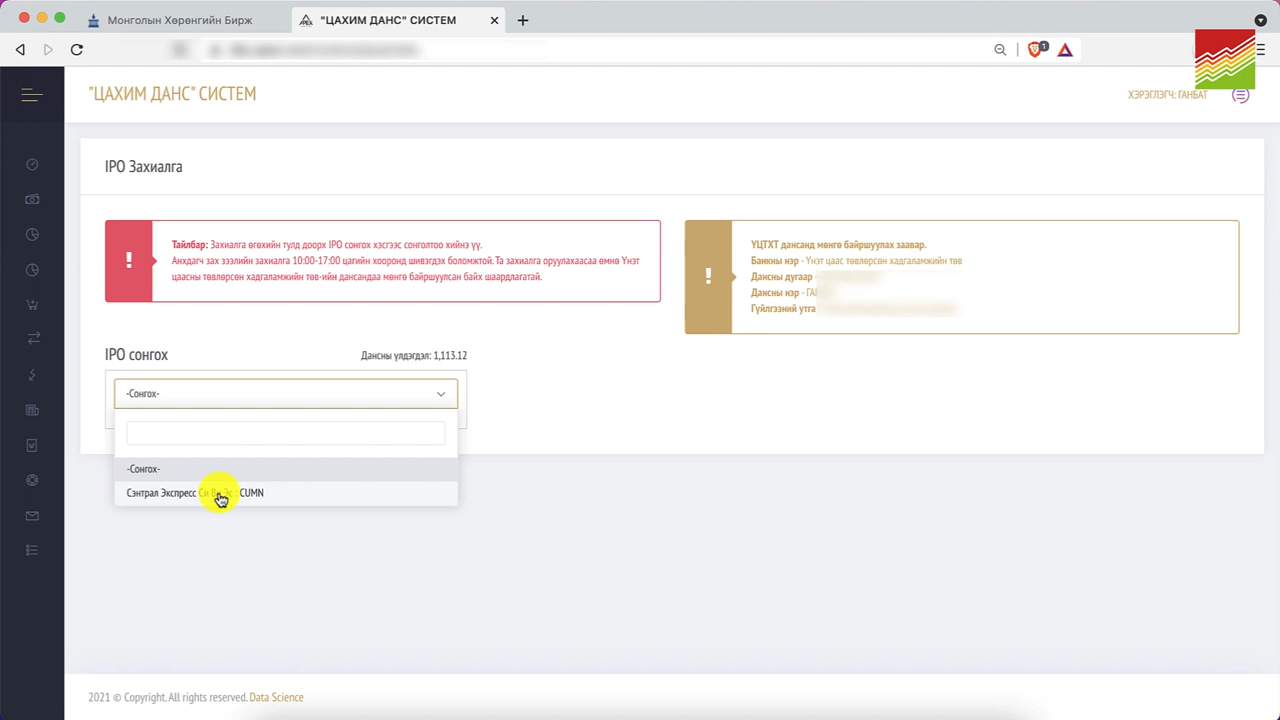 Монголын Хөрөнгийн Бирж
"ЦАХИМ ДАНС" СИСТЕМ
1
"ЦАХИМ ДАНС" СИСТЕМ
ХЭРЭГЛЭГЧ: ГАНБАТ
IPO Захиалга
Тайлбар: Захиалга өгөхийн тулд доорх IPO сонгох хэсгээс сонголтоо хийнэ үү.
Анхдагч зах зээлийн захиалга 10:00-17:00 цагийн хооронд шивэгдэх боломжтой. Та захиалга оруулахаасаа өмнө Үнэт
цаасны төвлөрсөн хадгаламжийн төв-ийн дансандаа мөнгө байршуулсан байх шаардлагатай.
ҮЦТХТ дансанд мөнгө байршуулах заавар.
Банкны нэр - Үнэт цаас төвлөрсөн хадгаламжийн төв
Дансны дугаар -
Дансны нэр -
Гүйлгээний утга
IPO сонгох
Дансны үлдэгдэл: 1,113.12
-Сонгох-
-Сонгох-
Сэнтрал Экспресс Си Ви Эс : CUMN
2021 © Copyright. All rights reserved. Data Science